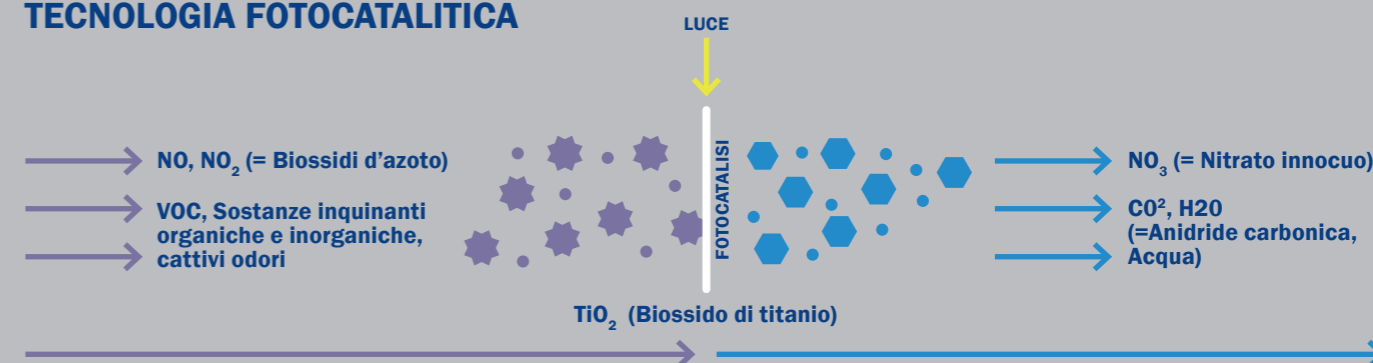 TECNOLOGIA FOTOCATALITICA
LUCE
NO, NO₂ (= Biossidi d’azoto)
VOC, Sostanze inquinanti
organiche e inorganiche,
cattivi odori
FOTOCATALISI
NO₃ (= Nitrato innocuo)
CO², H20
(=Anidride carbonica,
Acqua)
TiO₂ (Biossido di titanio)